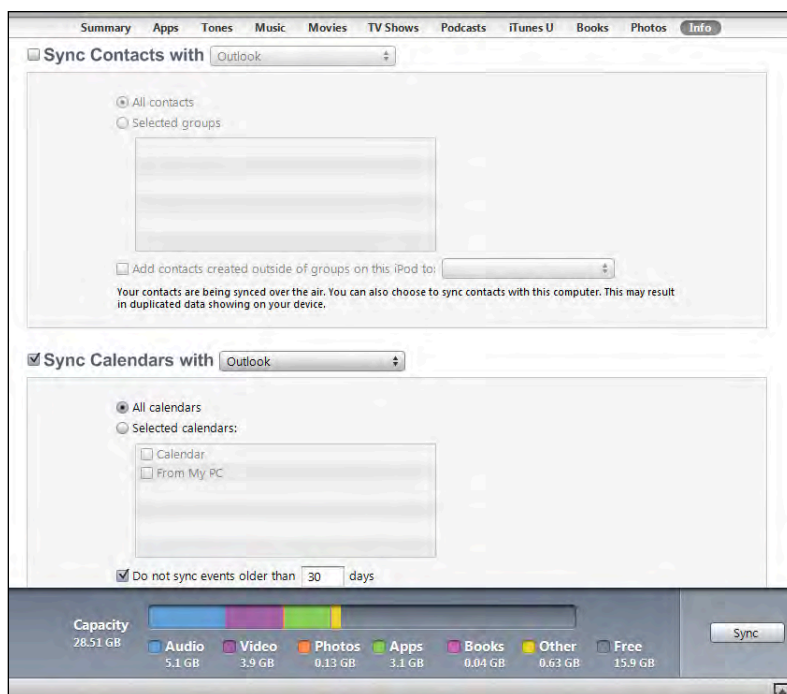 Summary Apps Tones Music Movies TV Shows Podcasts iTunes U Books Photos Info
Sync Contacts with Outlook
All contacts
Selected groups
Add contacts created outside of groups on this iPod to:
Your contacts are being synced over the air. You can also choose to sync contacts with this computer. This may result
in duplicated data showing on your device.
Sync Calendars with Outlook
All calendars
Selected calendars:
Calendar
From My PC
Do not sync events older than 30 days
Capacity
28.51 GB
Audio Video Photos Apps Books Other Free
5.1 GB 3.9 GB 0.13 GB 3.1 GB 0.04 GB 0.63 GB 15.9 GB
Sync